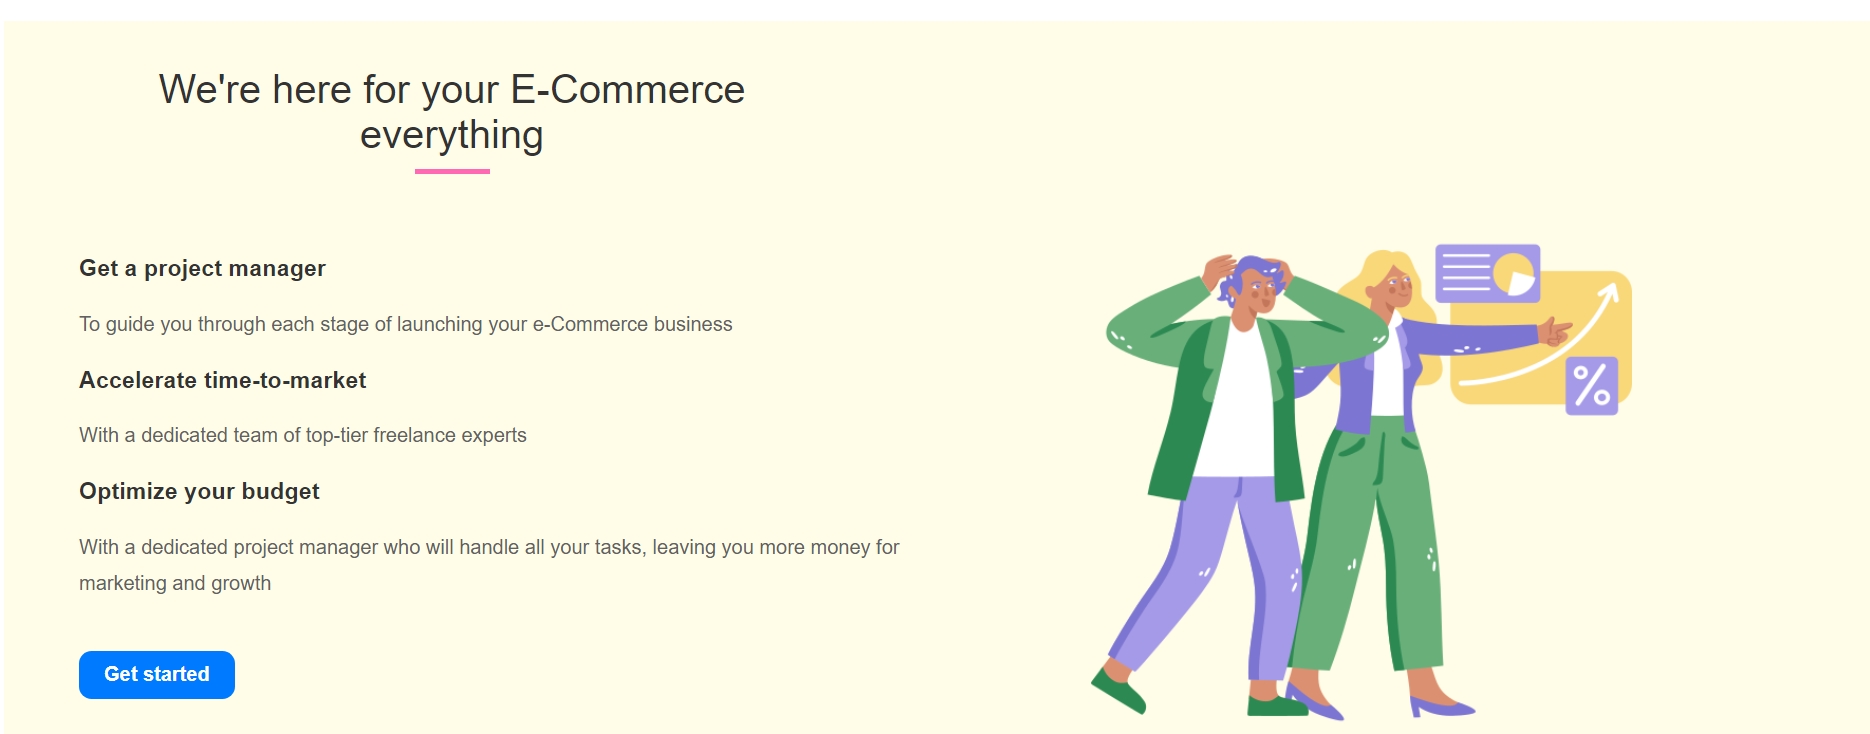 We're here for your E-Commerce
everything
Get a project manager
To guide you through each stage of launching your e-Commerce business
Accelerate time-to-market
With a dedicated team of top-tier freelance experts
Optimize your budget
With a dedicated project manager who will handle all your tasks, leaving you more money for
marketing and growth
Get started
%